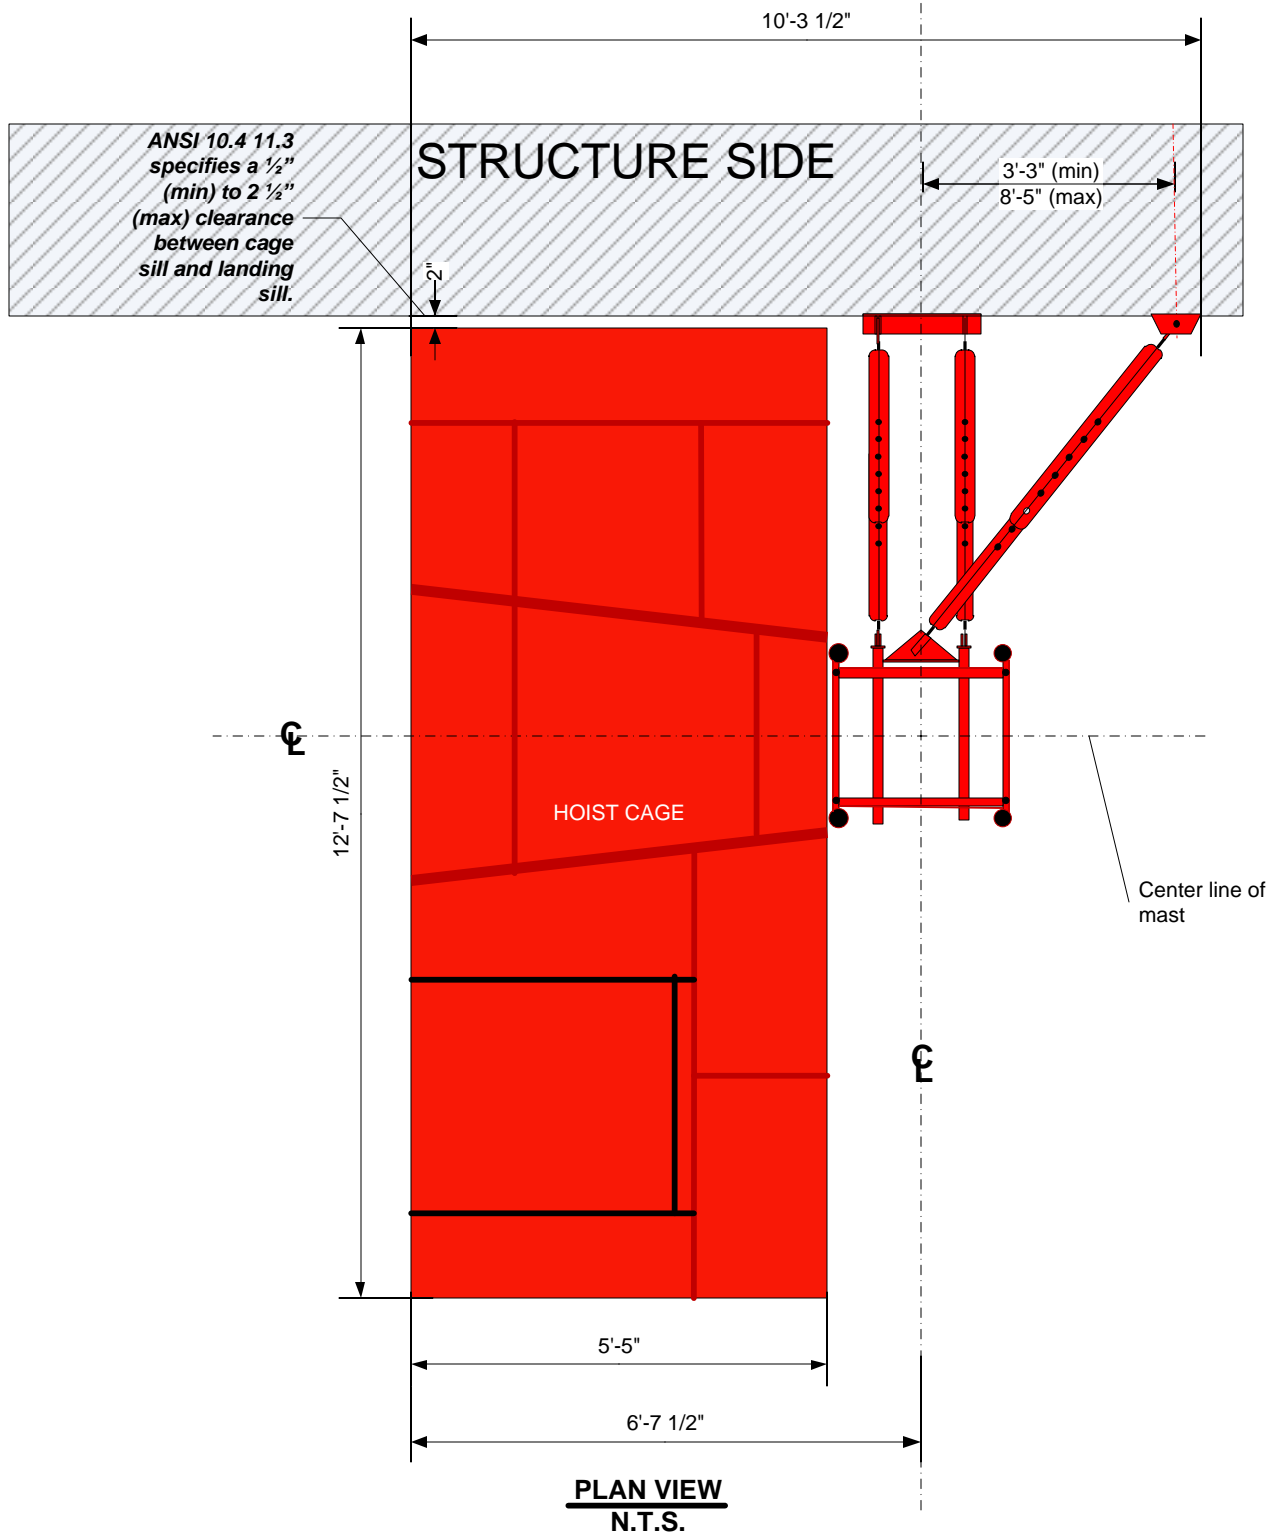 10'-3 1/2"
ANSI 10.4 11.3
specifies a ½”
(min) to 2 ½”
(max) clearance
between cage
sill and landing
sill.
STRUCTURE SIDE
3'-3" (min)
8'-5" (max)
2"
CL
12'-7 1/2"
HOIST CAGE
Center line of
mast
CL
5'-5"
6'-7 1/2"
PLAN VIEW
N.T.S.